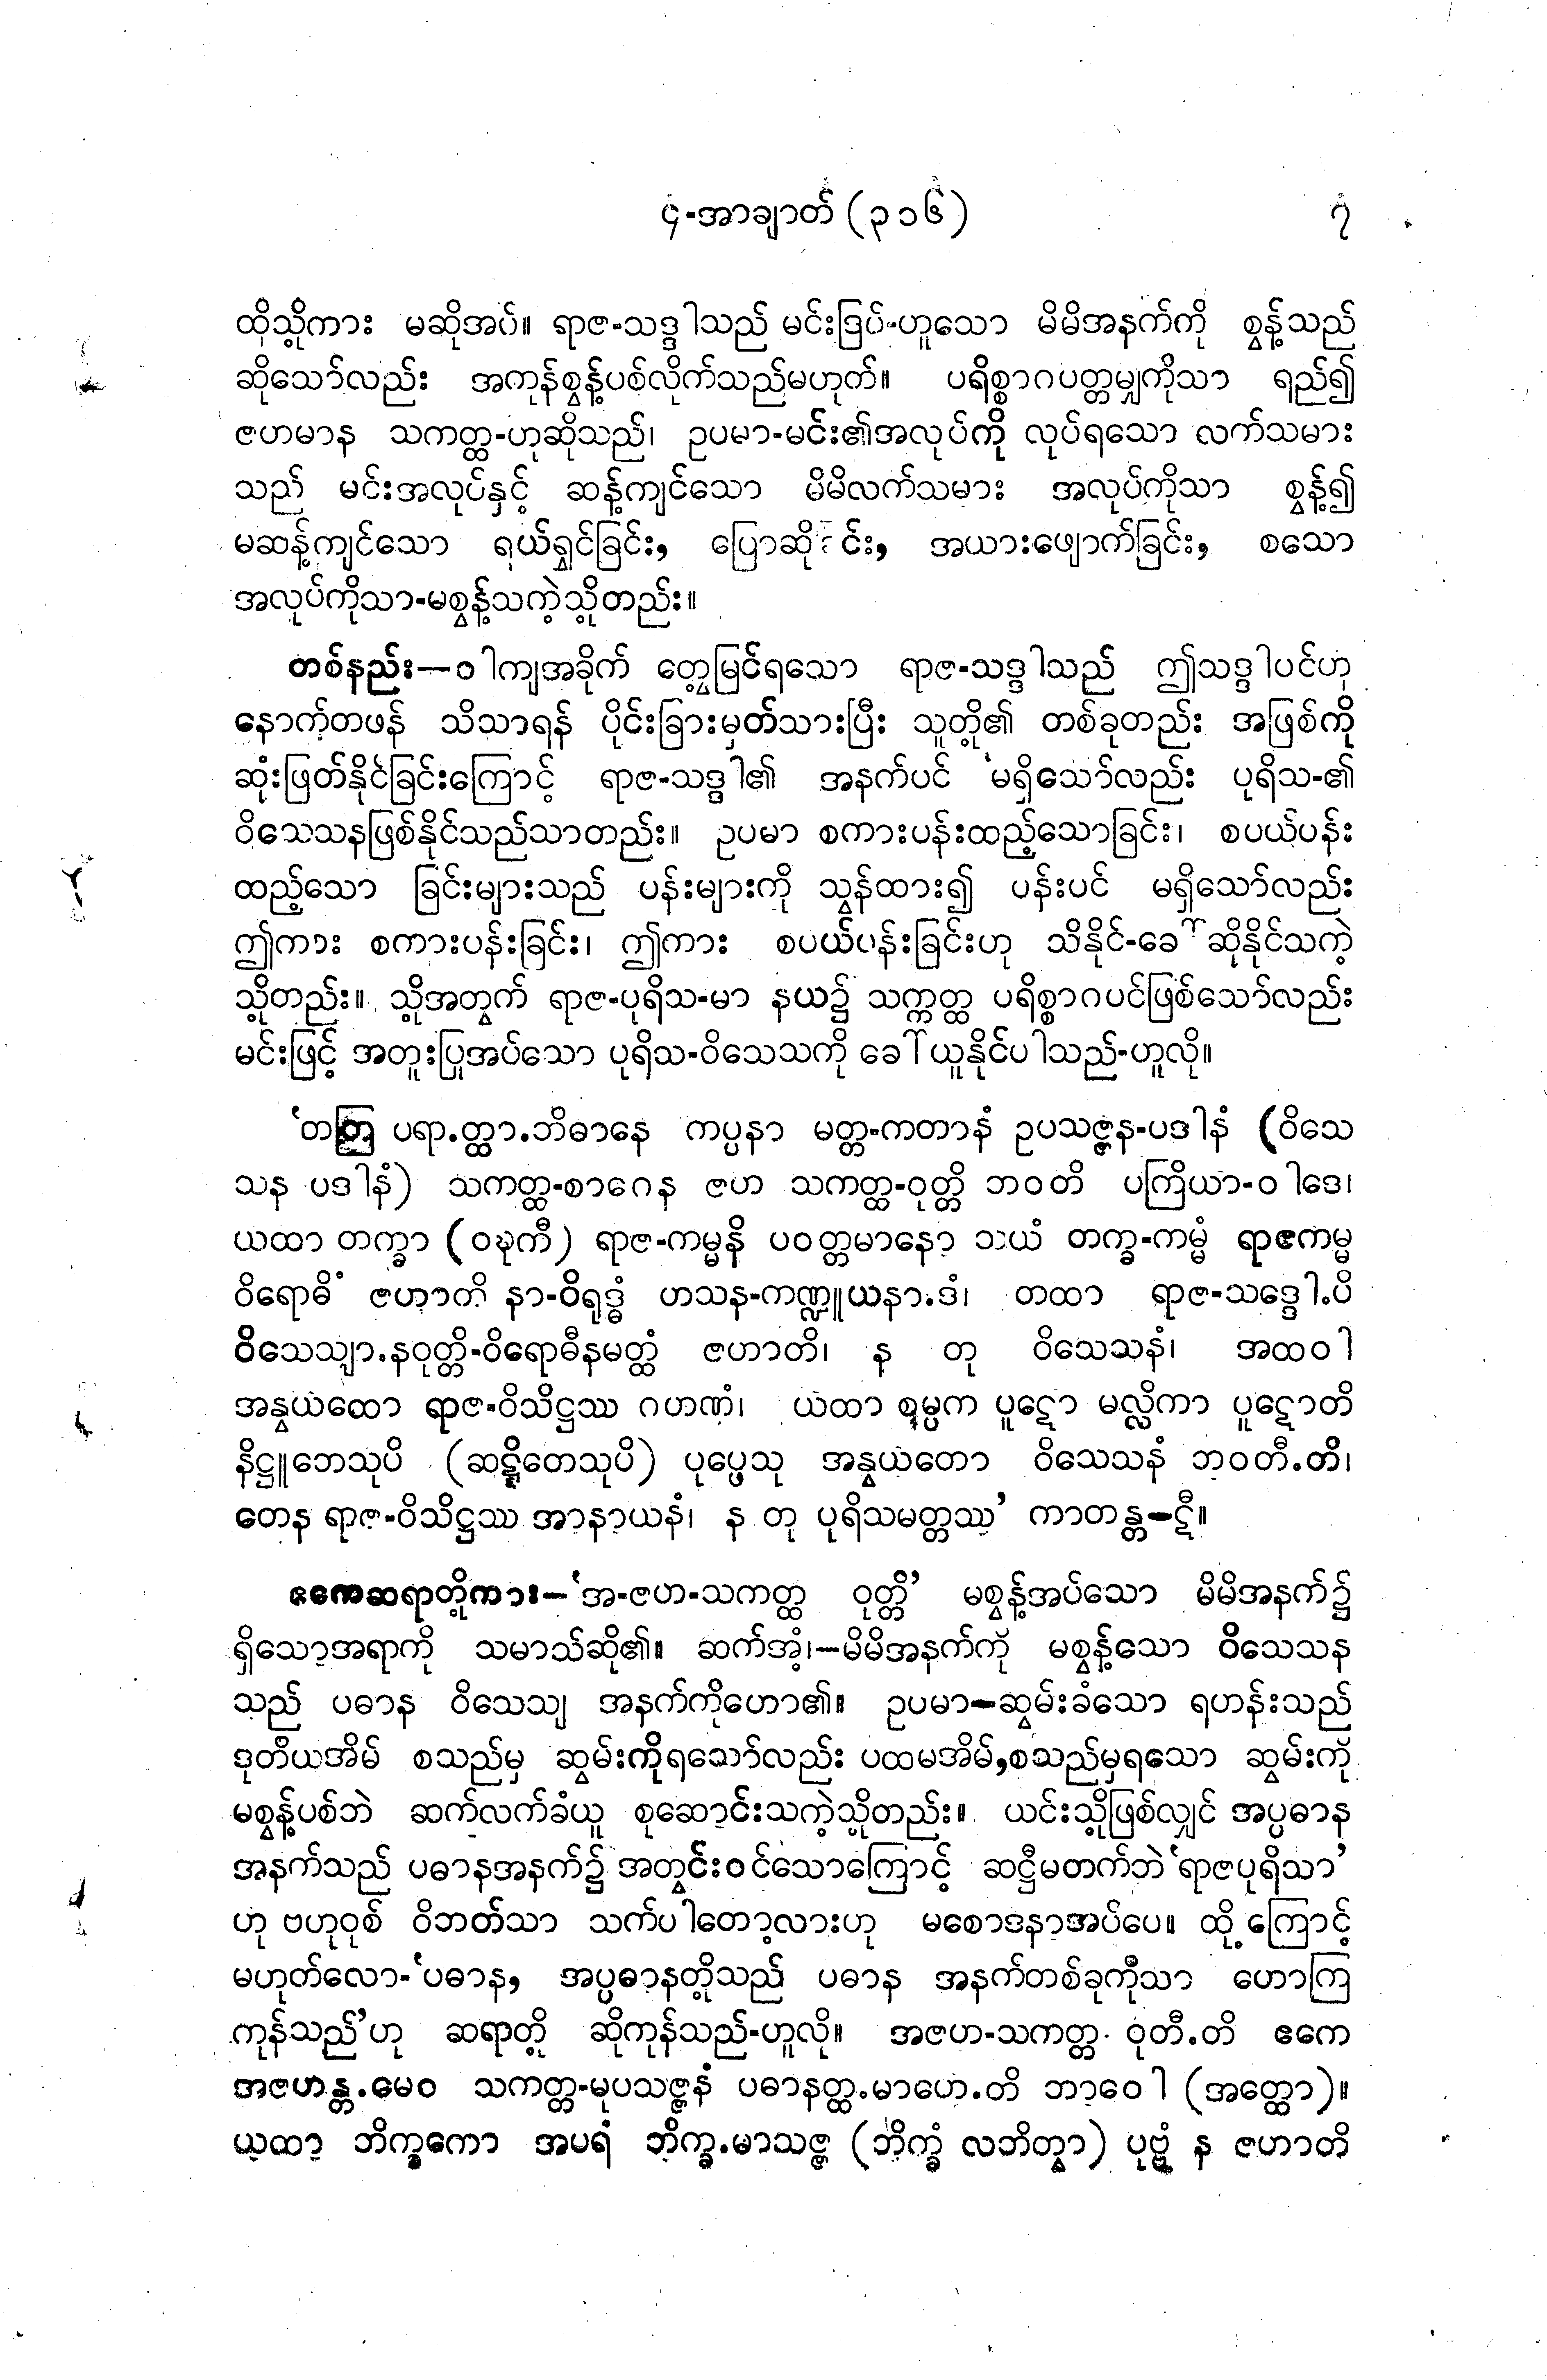 ၄-အာချာတ် (၃၁၆) ၇
ထိုသို့ကား မဆိုအပ်။ ရာဇ-သဒ္ဒါသည် မင်းဒြပ်-ဟူသော မိမိအနက်ကို စွန့်သည်
ဆိုသော်လည်း အကုန်စွန့်ပစ်လိုက်သည်မဟုတ်။ ပရိစ္စာဂပတ္တမျှကိုသာ ရည်၍
ဇဟမာန သကတ္ထ-ဟုဆိုသည်၊ ဥပမာ-မင်း၏အလုပ်ကို လုပ်ရသော လက်သမား
သည် မင်းအလုပ်နှင့် ဆန့်ကျင်သော မိမိလက်သမား အလုပ်ကိုသာ စွန့်၍
မဆန့်ကျင်သော ရယ်ရွှင်ခြင်း, ပြောဆိုခြင်း, အယားဖျောက်ခြင်း, စသော
အလုပ်ကိုသာ-မစွန့်သကဲ့သို့တည်း။
တစ်နည်း—ဝါကျအခိုက် တွေ့မြင်ရသော ရာဇ-သဒ္ဒါသည် ဤသဒ္ဒါပင်ဟု
နောက်တဖန် သိသာရန် ပိုင်းခြားမှတ်သားပြီး သူတို့၏ တစ်ခုတည်း အဖြစ်ကို
ဆုံးဖြတ်နိုင်ခြင်းကြောင့် ရာဇ-သဒ္ဒါ၏ အနက်ပင် မရှိသော်လည်း ပုရိသ-၏
ဝိသေသနဖြစ်နိုင်သည်သာတည်း။ ဥပမာ စကားပန်းထည့်သောခြင်း၊ စပယ်ပန်း
ထည့်သော ခြင်းများသည် ပန်းများကို သွန်ထား၍ ပန်းပင် မရှိသော်လည်း
ဤကား စကားပန်းခြင်း၊ ဤကား စပယ်ပန်းခြင်းဟု သိနိုင်-ခေါ်ဆိုနိုင်သကဲ့
သို့တည်း။ သို့အတွက် ရာဇ-ပုရိသ-မာ နယ၌ သက္ကတ္ထ ပရိစ္စာဂပင်ဖြစ်သော်လည်း
မင်းဖြင့် အတူးပြုအပ်သော ပုရိသ-ဝိသေသကို ခေါ်ယူနိုင်ပါသည်-ဟူလို။
‘တတြ ပရာ.တ္ထာ.ဘိဓာနေ ကပ္ပနာ မတ္တ-ကတာနံ ဥပသဇ္ဇန-ပဒါနံ (ဝိသေ
သန ပဒါနံ) သကတ္ထ-စာဂေန ဇဟ သကတ္ထ-ဝုတ္တိ ဘဝတိ ပကြိယာ-ဝါဒေ၊
ယထာ တက္ခာ (ဝဍ္ဎကီ) ရာဇ-ကမ္မနိ ပဝတ္တမာနော သယံ တက္ခ-ကမ္မံ ရာဇကမ္မ
ဝိရောဓိံ ဇဟာတိ နာ-ဝိရုဒ္ဓံ ဟသန-ကဏ္ဍူယနာ.ဒံ၊ တထာ ရာဇ-သဒ္ဒေါ.ပိ
ဝိသေသျာ.နဝုတ္တိ-ဝိရောဓီနမတ္ထံ ဇဟာတိ၊ န တု ဝိသေသနံ၊ အထဝါ
အန္ဝယထော ရာဇ-ဝိသိဋ္ဌဿ ဂဟဏံ၊ ယထာ စမ္ပက ပူဋော မလ္လိကာ ပူဋောတိ
နိဋ္ဌူဘေသုပိ (ဆဋ္ဋိတေသုပိ) ပုပ္ဖေသု အန္ဝယတော ဝိသေသနံ ဘဝတီ.တိ၊
တေန ရာဇ-ဝိသိဋ္ဌဿ အာနာယနံ၊ န တု ပုရိသမတ္တဿ’ ကာတန္တ—ဋီ။
ဧကေဆရာတို့ကား—‘အ-ဇဟ-သကတ္ထ ဝုတ္တိ’ မစွန့်အပ်သော မိမိအနက်၌
ရှိသောအရာကို သမာသ်ဆို၏။ ဆက်အံ့၊—မိမိအနက်ကို မစွန့်သော ဝိသေသန
သည် ပဓာန ဝိသေသျ အနက်ကိုဟော၏။ ဥပမာ—ဆွမ်းခံသော ရဟန်းသည်
ဒုတိယအိမ် စသည်မှ ဆွမ်းကိုရသော်လည်း ပထမအိမ်,စသည်မှရသော ဆွမ်းကို
မစွန့်ပစ်ဘဲ ဆက်လက်ခံယူ စုဆောင်းသကဲ့သို့တည်း။ ယင်းသို့ဖြစ်လျှင် အပ္ပဓာန
အနက်သည် ပဓာနအနက်၌ အတွင်းဝင်သောကြောင့် ဆဋ္ဌီမတက်ဘဲ ‘ရာဇပုရိသာ’
ဟု ဗဟုဝုစ် ဝိဘတ်သာ သက်ပါတော့လားဟု မစောဒနာအပ်ပေ။ ထို့ကြောင့်
မဟုတ်လော-‘ပဓာန, အပ္ပဓာနတို့သည် ပဓာန အနက်တစ်ခုကိုသာ ဟောကြ
ကုန်သည်’ဟု ဆရာတို့ ဆိုကုန်သည်-ဟူလို။ အဇဟ-သကတ္တ ဝုတီ.တိ ဧကေ
အဇဟန္တ.မေဝ သကတ္တ-မုပသဇ္ဇနံ ပဓာနတ္ထ.မာဟေ.တိ ဘာဝေါ (အတ္ထော)။
ယထာ ဘိက္ခုကော အပရံ ဘိက္ခ.မာသဇ္ဇ (ဘိက္ခံ လဘိတွာ) ပုဗ္ဗံ န ဇဟာတိ